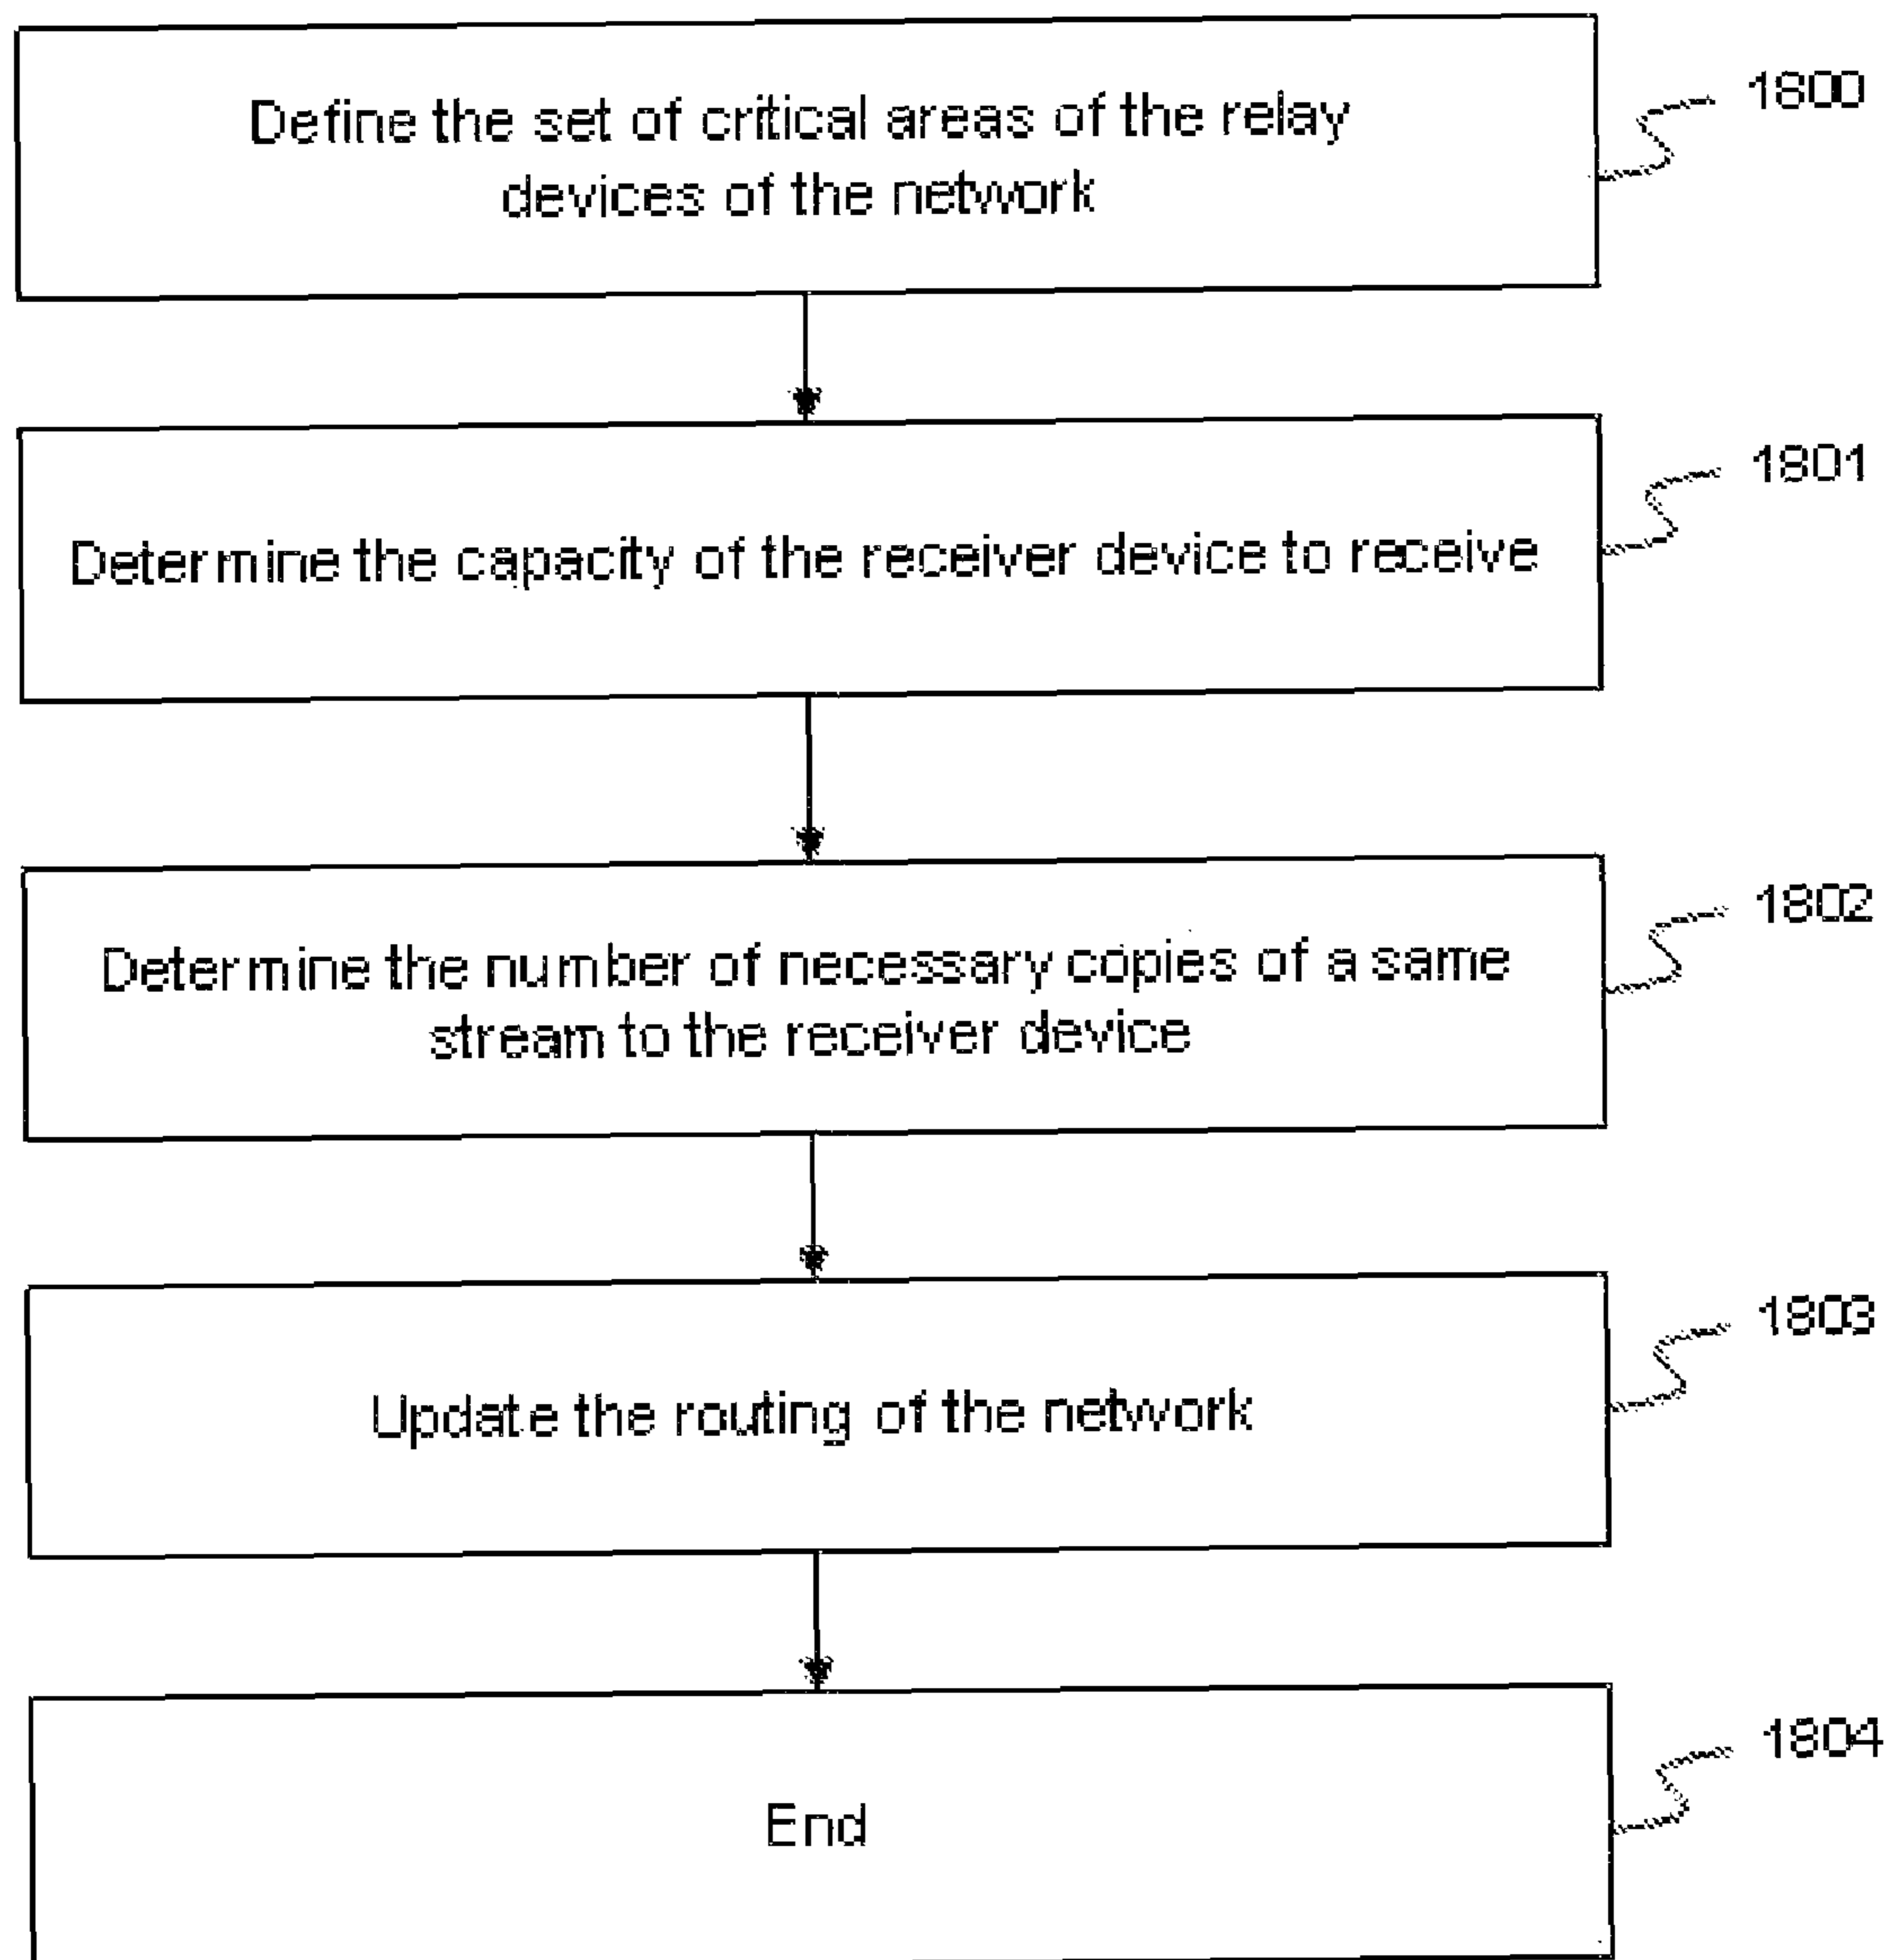 Define the set of critical areas of the relay
devices of the network
1800
Determine the capacity of the receiver device to receive
1801
Determine the number of necessary copies of a same
stream to the receiver device
1802
Update the routing of the network
1803
End
1804